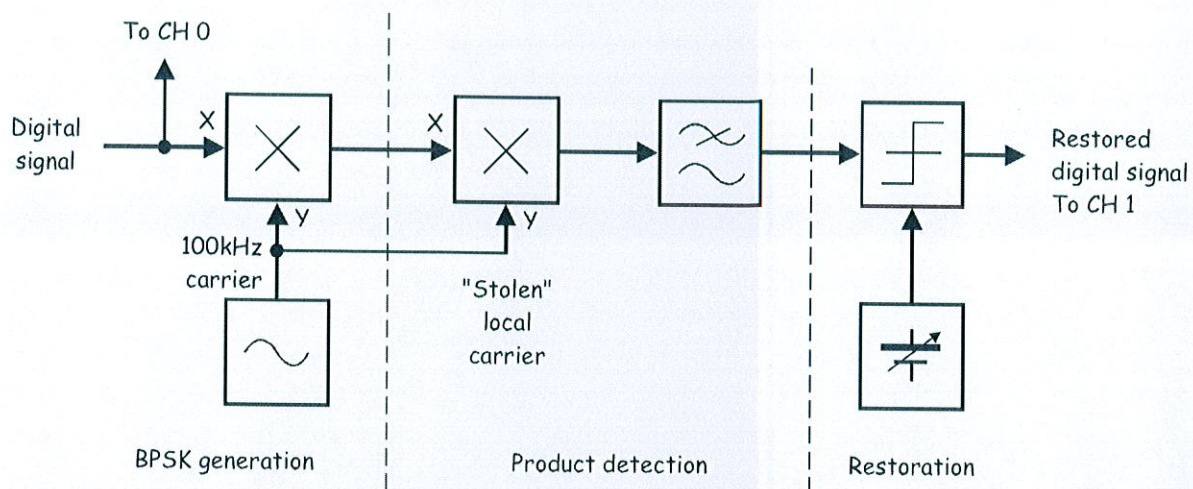 To CH 0
Digital
signal
X
Y
100kHz
carrier
X
Y
"Stolen"
local
carrier
Restored
digital signal
To CH 1
BPSK generation
Product detection
Restoration